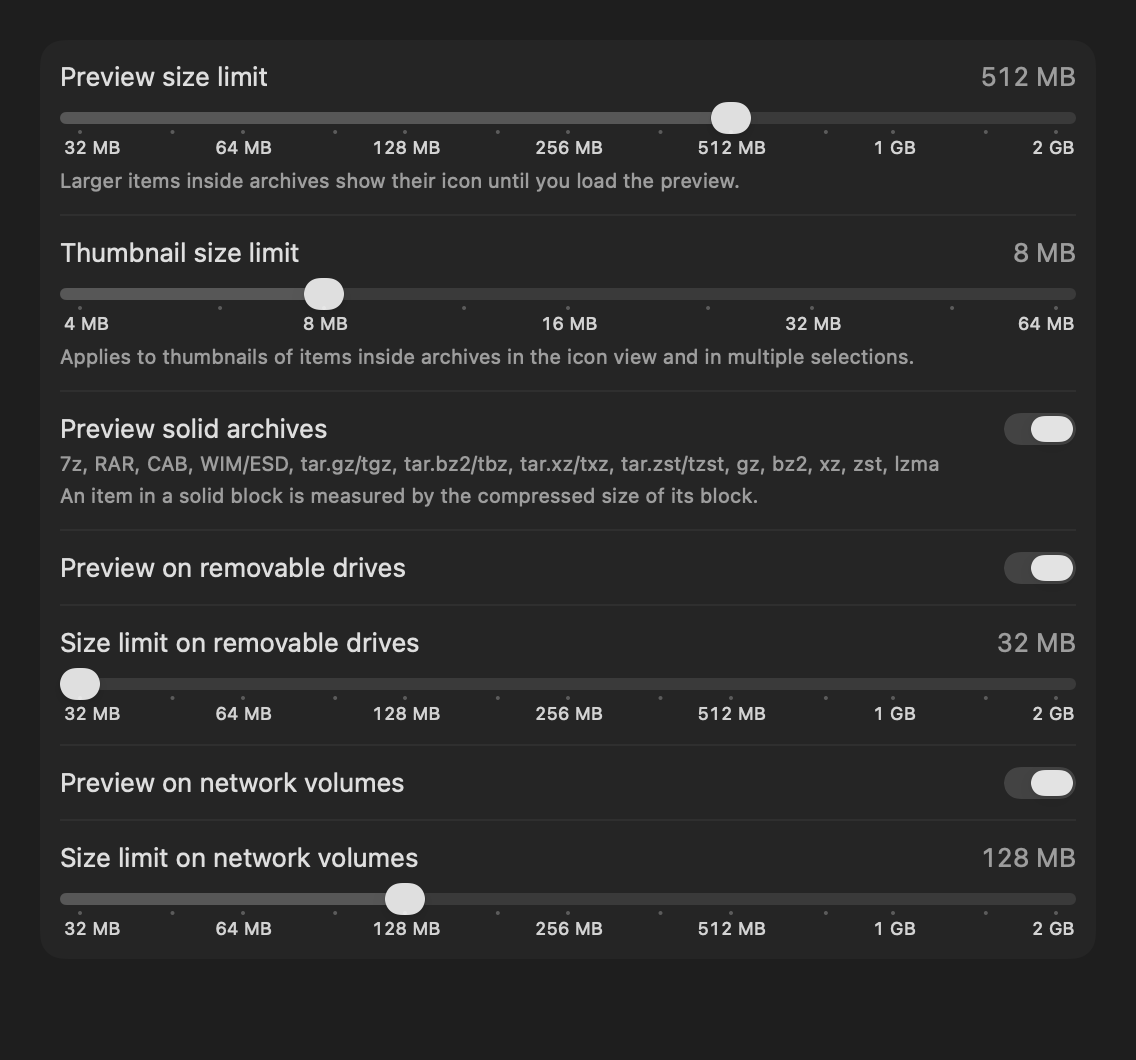 Preview size limit 512 MB
32 MB 64 MB 128 MB 256 MB 512 MB 1 GB 2 GB
Larger items inside archives show their icon until you load the preview.
Thumbnail size limit 8 MB
4 MB 8 MB 16 MB 32 MB 64 MB
Applies to thumbnails of items inside archives in the icon view and in multiple selections.
Preview solid archives
7z, RAR, CAB, WIM/ESD, tar.gz/tgz, tar.bz2/tbz, tar.xz/txz, tar.zst/tzst, gz, bz2, xz, zst, lzma
An item in a solid block is measured by the compressed size of its block.
Preview on removable drives
Size limit on removable drives 32 MB
32 MB 64 MB 128 MB 256 MB 512 MB 1 GB 2 GB
Preview on network volumes
Size limit on network volumes 128 MB
32 MB 64 MB 128 MB 256 MB 512 MB 1 GB 2 GB